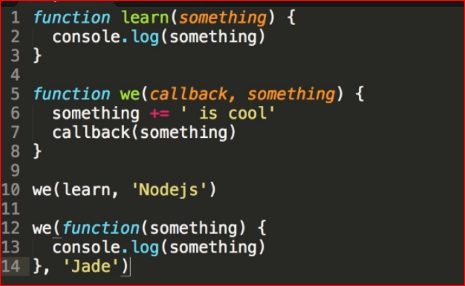 1 function learn(something) {
2   console.log(something)
3 }
4
5 function we(callback, something) {
6   something += ' is cool'
7   callback(something)
8 }
9
10 we(learn, 'Nodejs')
11
12 we(function(something) {
13   console.log(something)
14 }, 'Jade')